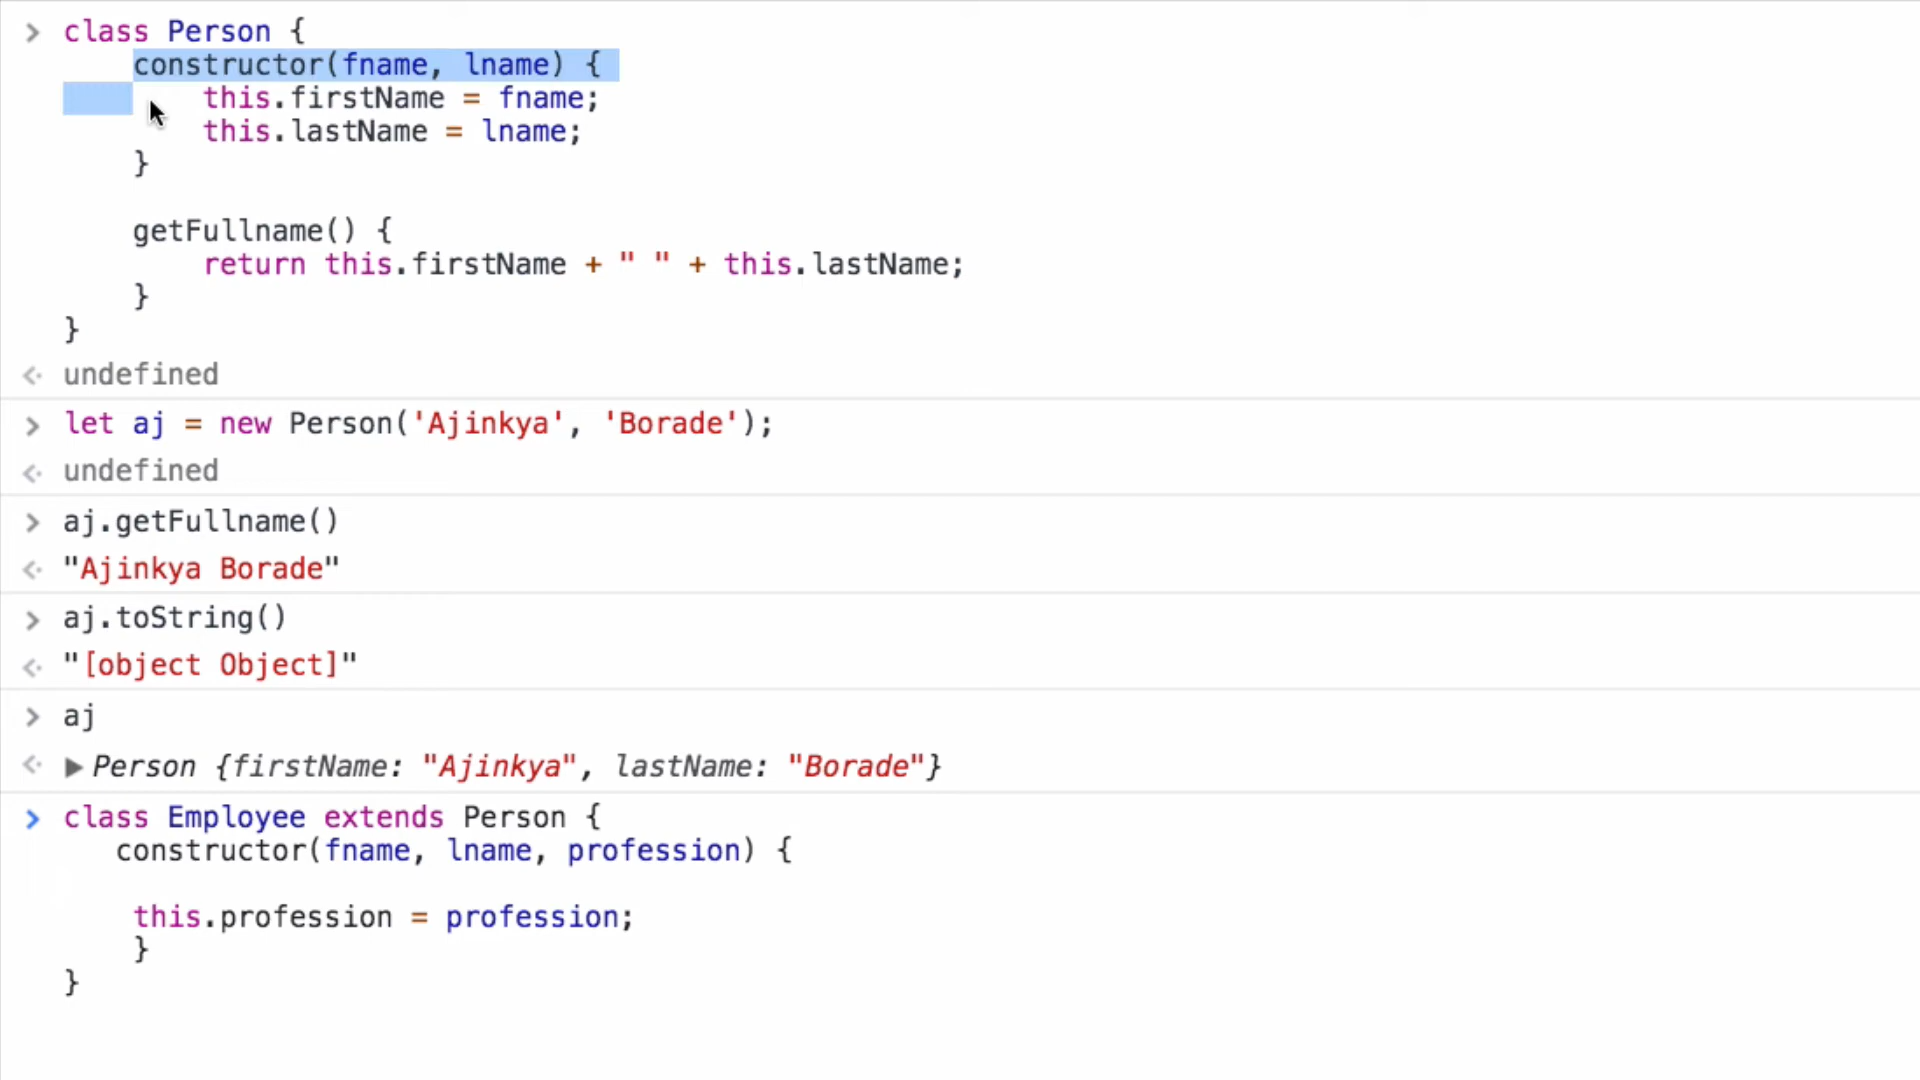 class Person {
constructor(fname, lname) {
this.firstName = fname;
this.lastName = lname;
}
getFullname() {
return this.firstName + " " + this.lastName;
}
}
undefined
let aj = new Person('Ajinkya', 'Borade');
undefined
aj.getFullname()
"Ajinkya Borade"
aj.toString()
"[object Object]"
aj
Person {firstName: "Ajinkya", lastName: "Borade"}
class Employee extends Person {
constructor(fname, lname, profession) {
this.profession = profession;
}
}